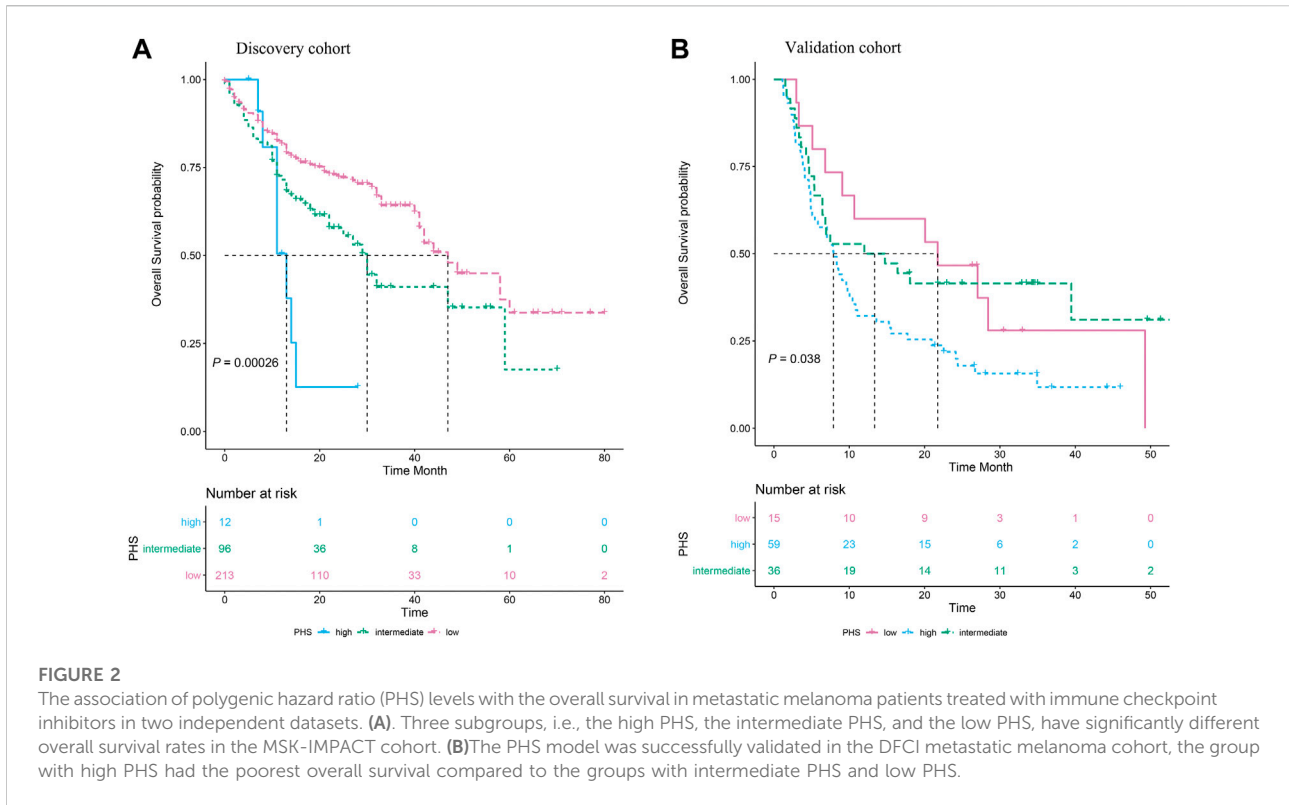 A
Discovery cohort
1.00
0.75
0.50
0.25
0.00
Overall Survival probability
P = 0.00026
0 20 40 60 80
Time Month
Number at risk
PHS
high 12 1 0 0 0
intermediate 96 36 8 1 0
low 213 110 33 10 2
0 20 40 60 80
Time
PHS high intermediate low
B
Validation cohort
1.00
0.75
0.50
0.25
0.00
Overall Survival probability
P = 0.038
0 10 20 30 40 50
Time Month
Number at risk
PHS
low 15 10 9 3 1 0
high 59 23 15 6 2 0
intermediate 36 19 14 11 3 2
0 10 20 30 40 50
Time
PHS low high intermediate
FIGURE 2
The association of polygenic hazard ratio (PHS) levels with the overall survival in metastatic melanoma patients treated with immune checkpoint
inhibitors in two independent datasets. (A). Three subgroups, i.e., the high PHS, the intermediate PHS, and the low PHS, have significantly different
overall survival rates in the MSK-IMPACT cohort. (B)The PHS model was successfully validated in the DFCI metastatic melanoma cohort, the group
with high PHS had the poorest overall survival compared to the groups with intermediate PHS and low PHS.